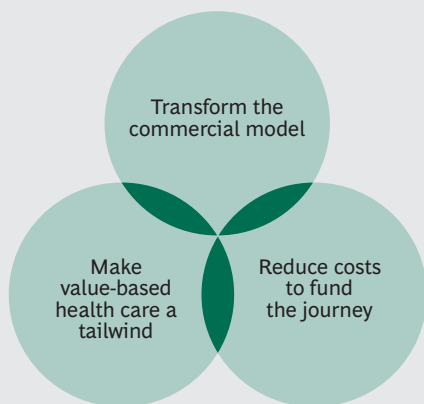 Transform the
commercial model
Make
value-based
health care a
tailwind
Reduce costs
to fund
the journey